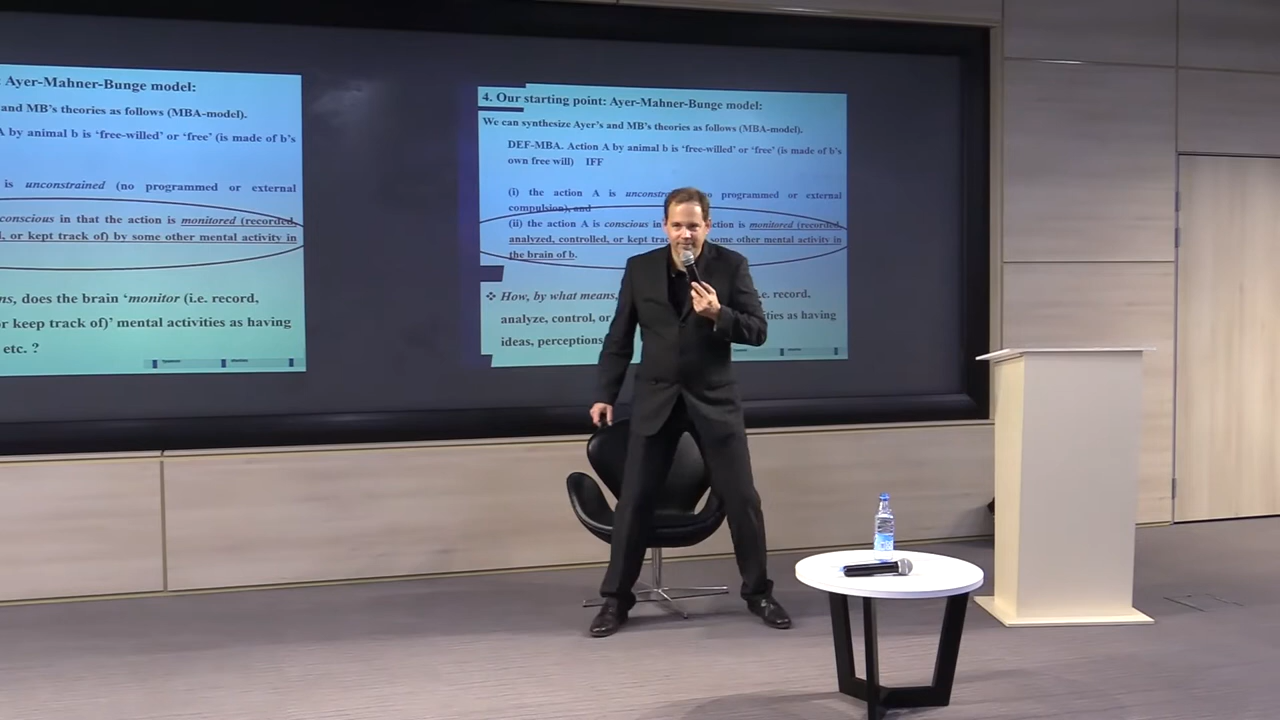 : Ayer-Mahner-Bunge model:
and MB's theories as follows (MBA-model).
A by animal b is 'free-willed' or 'free' (is made of b's
is unconstrained (no programmed or external
conscious in that the action is monitored (recorded,
, or kept track of) by some other mental activity in
ns, does the brain 'monitor (i.e. record,
or keep track of)' mental activities as having
etc. ?
4. Our starting point: Ayer-Mahner-Bunge model:
We can synthesize Ayer's and MB's theories as follows (MBA-model).
DEF-MBA. Action A by animal b is 'free-willed' or 'free' (is made of b's
own free will) IFF
(i) the action A is unconstr no programmed or external
compulsion), and
(ii) the action A is conscious in ction is monitored (recorded,
analyzed, controlled, or kept trac some other mental activity in
the brain of b.
❖ How, by what means, .e. record,
analyze, control, or ties as having
ideas, perceptions